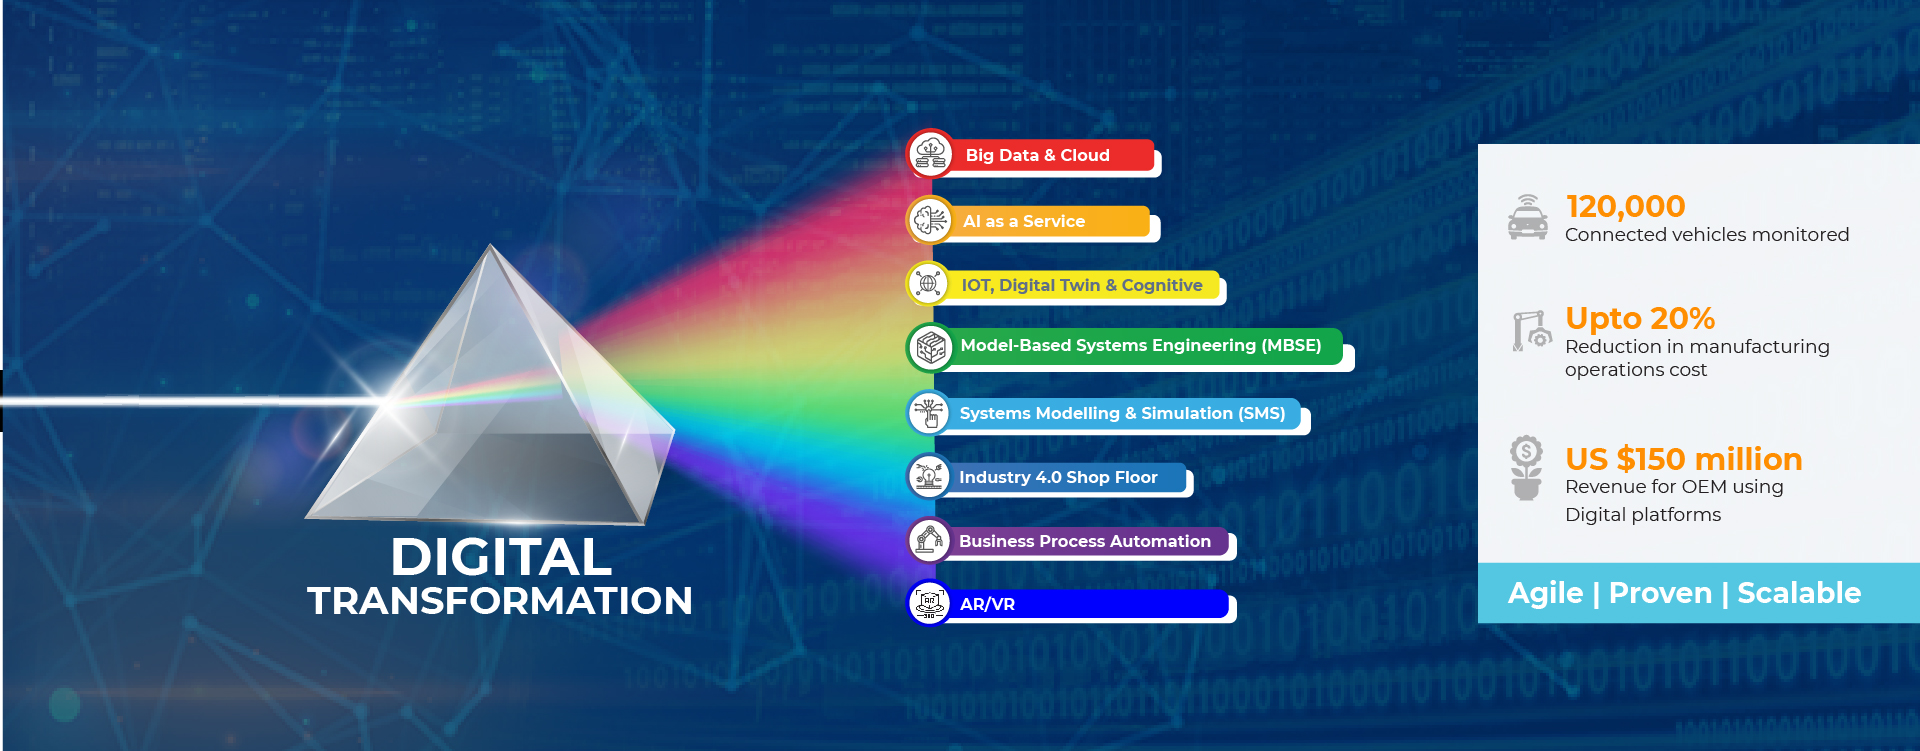 DIGITAL
TRANSFORMATION
Big Data & Cloud
AI as a Service
IOT, Digital Twin & Cognitive
Model-Based Systems Engineering (MBSE)
Systems Modelling & Simulation (SMS)
Industry 4.0 Shop Floor
Business Process Automation
AR
360
AR/VR
120,000
Connected vehicles monitored
Upto 20%
Reduction in manufacturing
operations cost
$
US $150 million
Revenue for OEM using
Digital platforms
Agile | Proven | Scalable